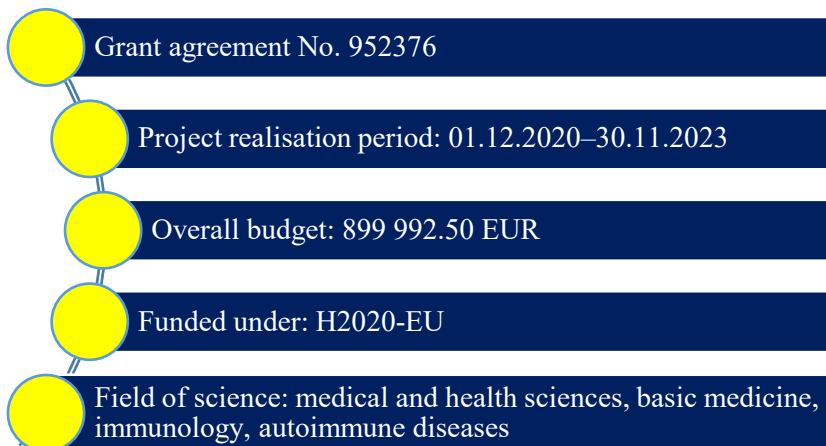 Grant agreement No. 952376
Project realisation period: 01.12.2020–30.11.2023
Overall budget: 899 992.50 EUR
Funded under: H2020-EU
Field of science: medical and health sciences, basic medicine,
immunology, autoimmune diseases